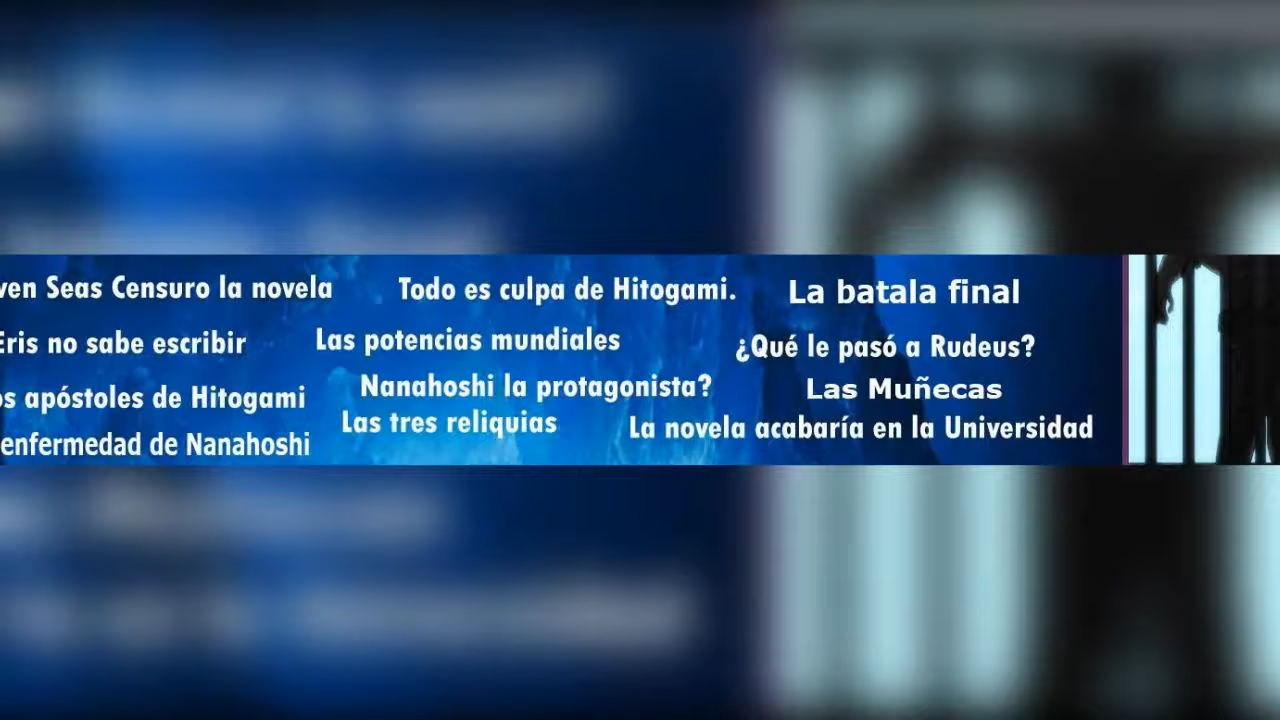 ven Seas Censuro la novela
Todo es culpa de Hitogami.
La batala final
Eris no sabe escribir
Las potencias mundiales
¿Qué le pasó a Rudeus?
os apóstoles de Hitogami
Nanahoshi la protagonista?
Las Muñecas
enfermedad de Nanahoshi
Las tres reliquias
La novela acabaría en la Universidad